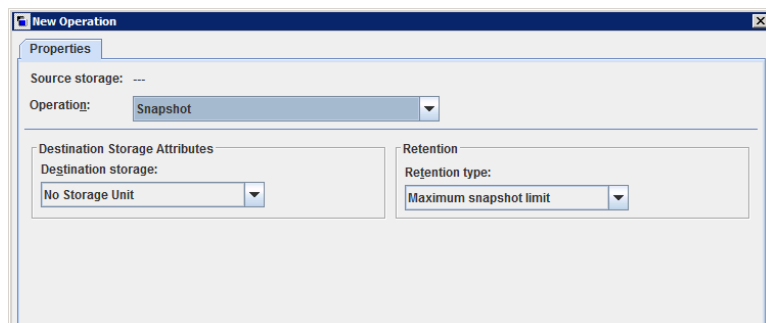 New Operation
Properties
Source storage: ---
Operation: Snapshot
Destination Storage Attributes
Destination storage:
No Storage Unit
Retention
Retention type:
Maximum snapshot limit